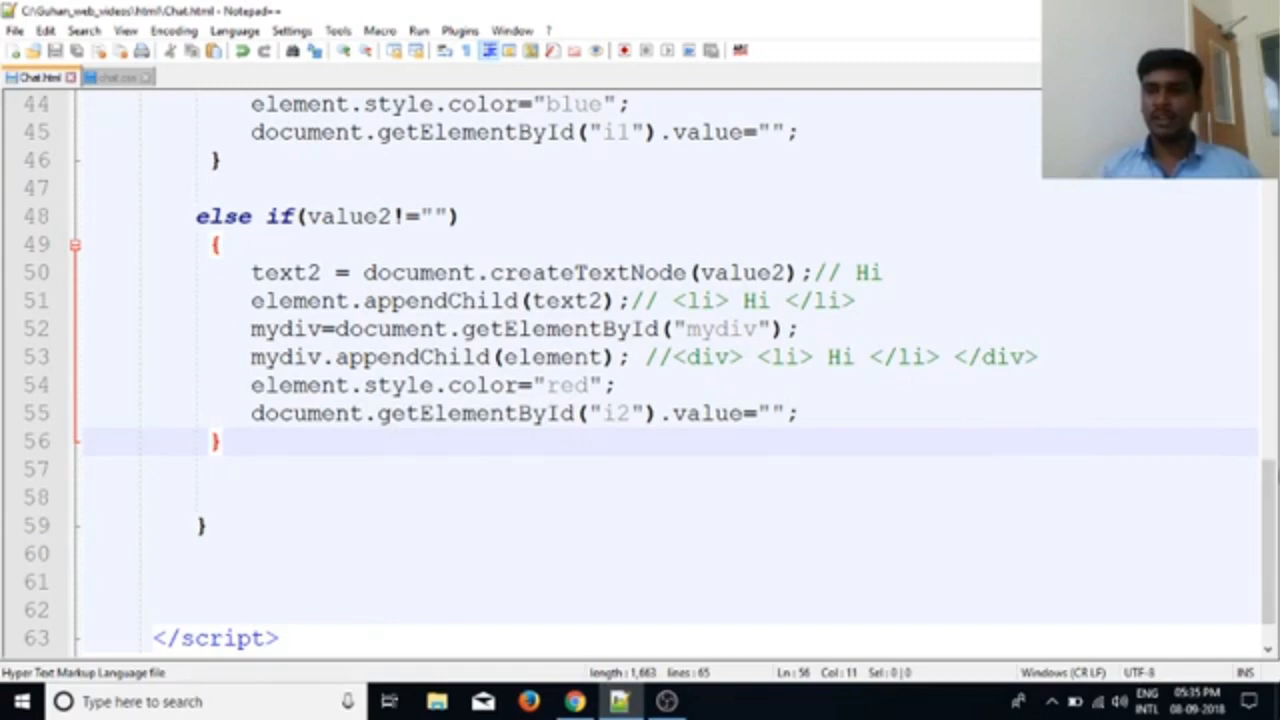 C:\Guhan_web_videos\html\Chat.html - Notepad++
File Edit Search View Encoding Language Settings Tools Macro Run Plugins Window ?
Chat.html chat.css
44 element.style.color="blue";
45 document.getElementById("i1").value="";
46 }
47
48 else if(value2!="")
49 {
50 text2 = document.createTextNode(value2);// Hi
51 element.appendChild(text2);// <li> Hi </li>
52 mydiv=document.getElementById("mydiv");
53 mydiv.appendChild(element); //<div> <li> Hi </li> </div>
54 element.style.color="red";
55 document.getElementById("i2").value="";
56 }
57
58
59 }
60
61
62
63 </script>
Hyper Text Markup Language file length : 1,663 lines : 65 Ln : 56 Col : 11 Sel : 0 | 0 Windows (CR LF) UTF-8 INS
Type here to search
ENG 05:35 PM
INTL 08-09-2018